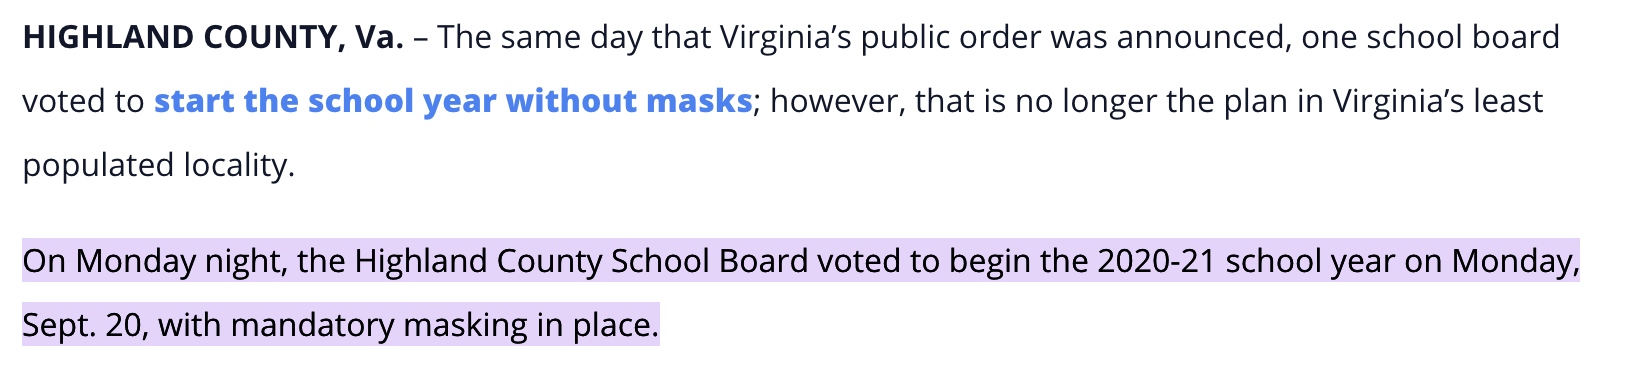 HIGHLAND COUNTY, Va. – The same day that Virginia’s public order was announced, one school board
voted to start the school year without masks; however, that is no longer the plan in Virginia’s least
populated locality.
On Monday night, the Highland County School Board voted to begin the 2020-21 school year on Monday,
Sept. 20, with mandatory masking in place.